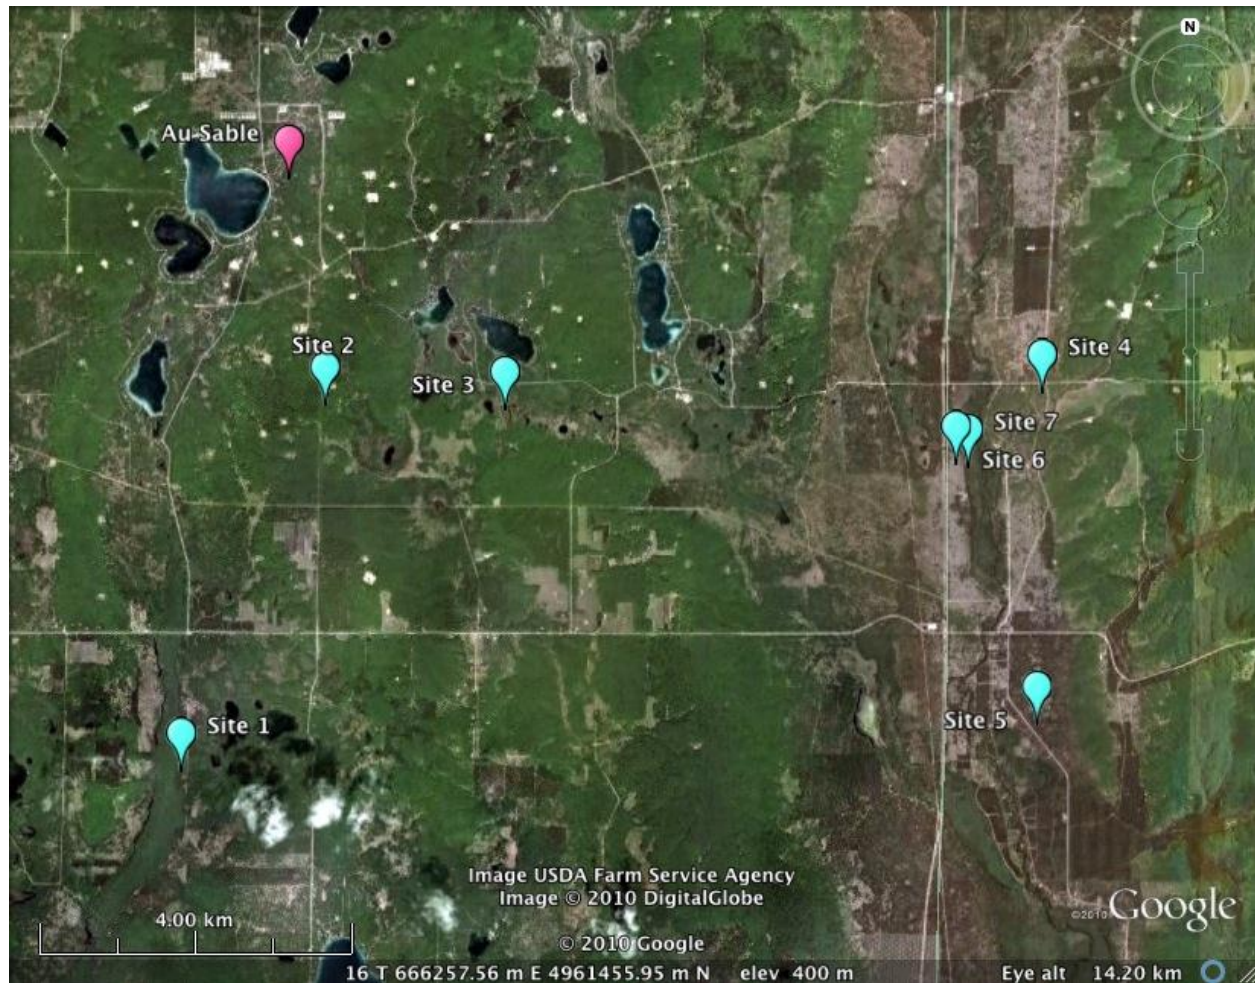 N
Au Sable
Site 2
Site 3
Site 4
Site 7
Site 6
Site 1
Site 5
Image USDA Farm Service Agency
Image © 2010 DigitalGlobe
4.00 km
©2010 Google
© 2010 Google
16 T 666257.56 m E 4961455.95 m N elev 400 m Eye alt 14.20 km